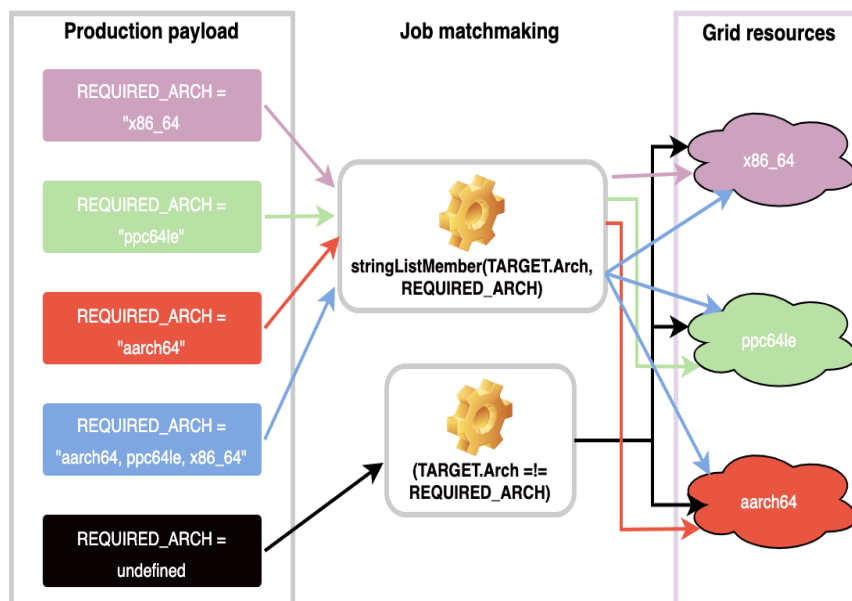 Production payload
Job matchmaking
Grid resources
REQUIRED_ARCH =
"x86_64
REQUIRED_ARCH =
"ppc64le"
REQUIRED_ARCH =
"aarch64"
REQUIRED_ARCH =
"aarch64, ppc64le, x86_64"
REQUIRED_ARCH =
undefined
stringListMember(TARGET.Arch,
REQUIRED_ARCH)
(TARGET.Arch =!=
REQUIRED_ARCH)
x86_64
ppc64le
aarch64